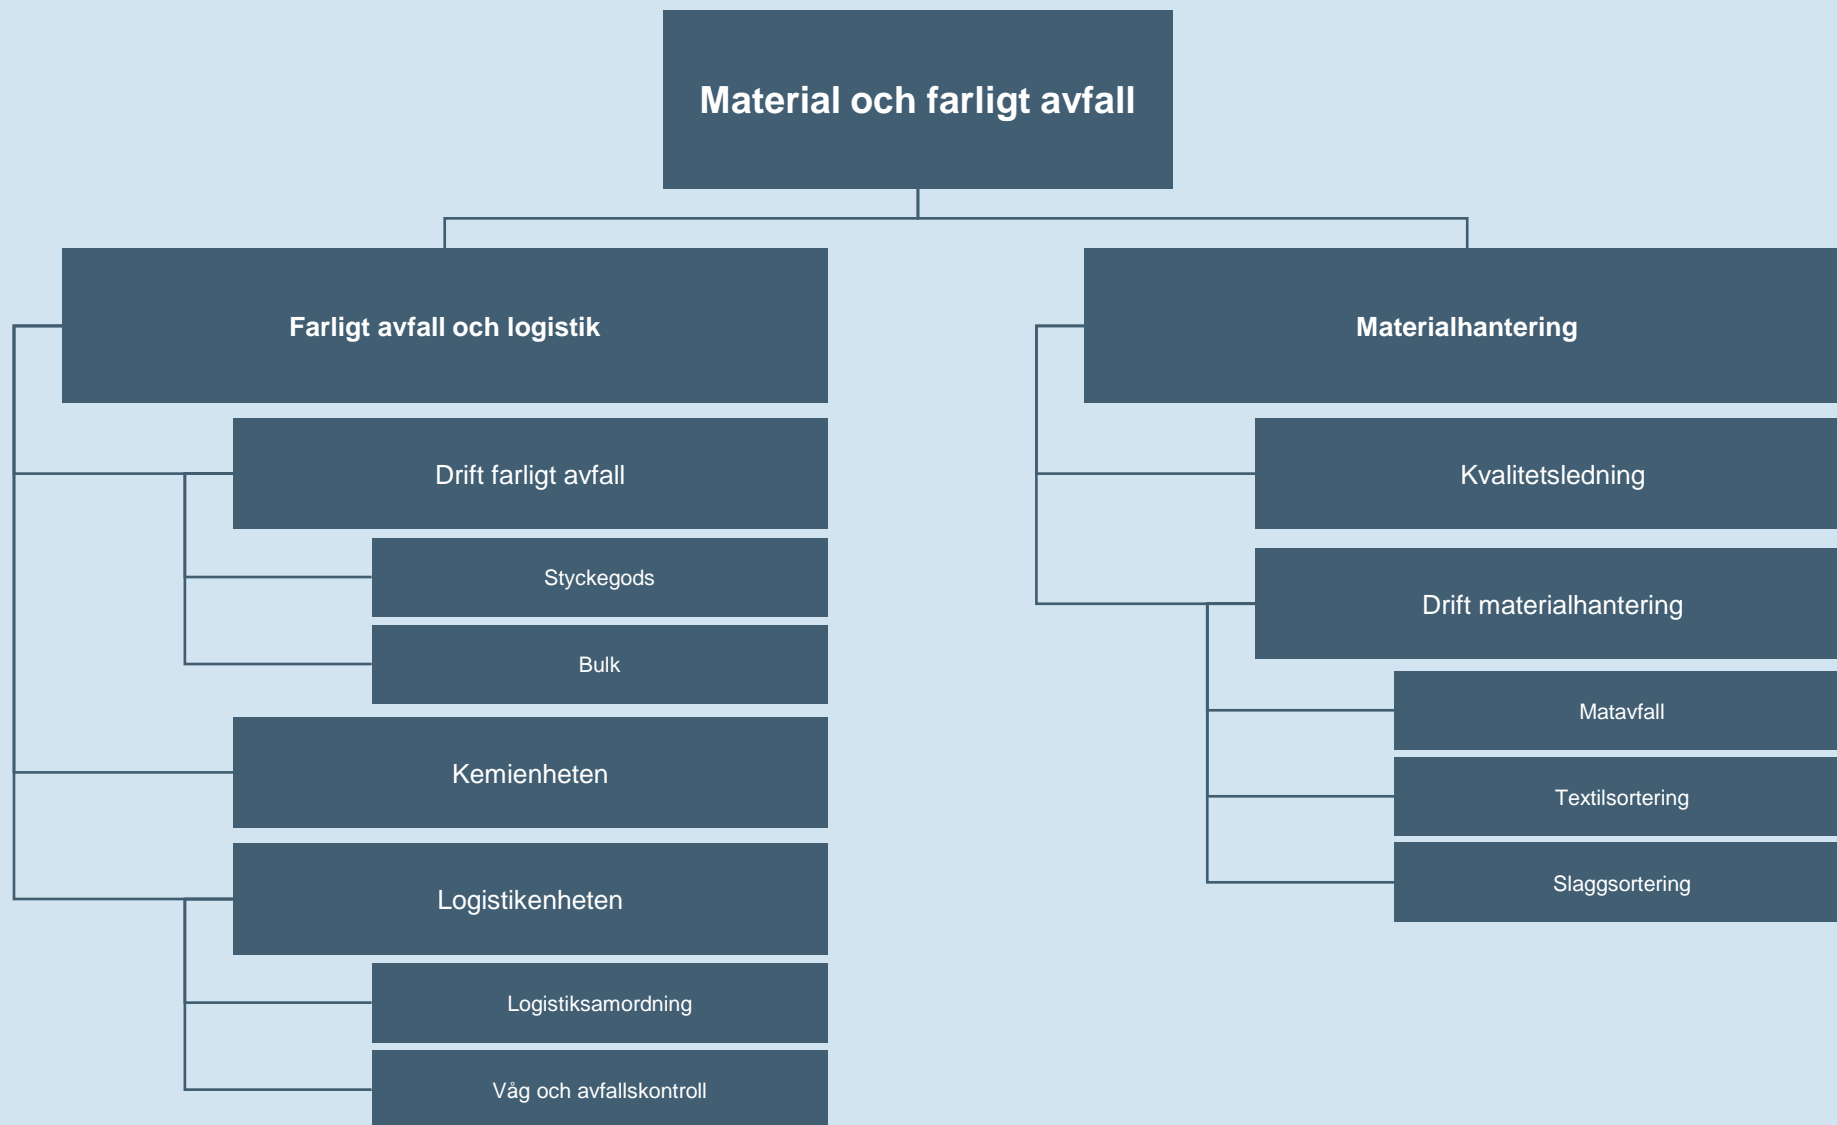 Material och farligt avfall
Farligt avfall och logistik
Drift farligt avfall
Styckegods
Bulk
Kemienheten
Logistikenheten
Logistiksamordning
Våg och avfallskontroll
Materialhantering
Kvalitetsledning
Drift materialhantering
Matavfall
Textilsortering
Slaggsortering